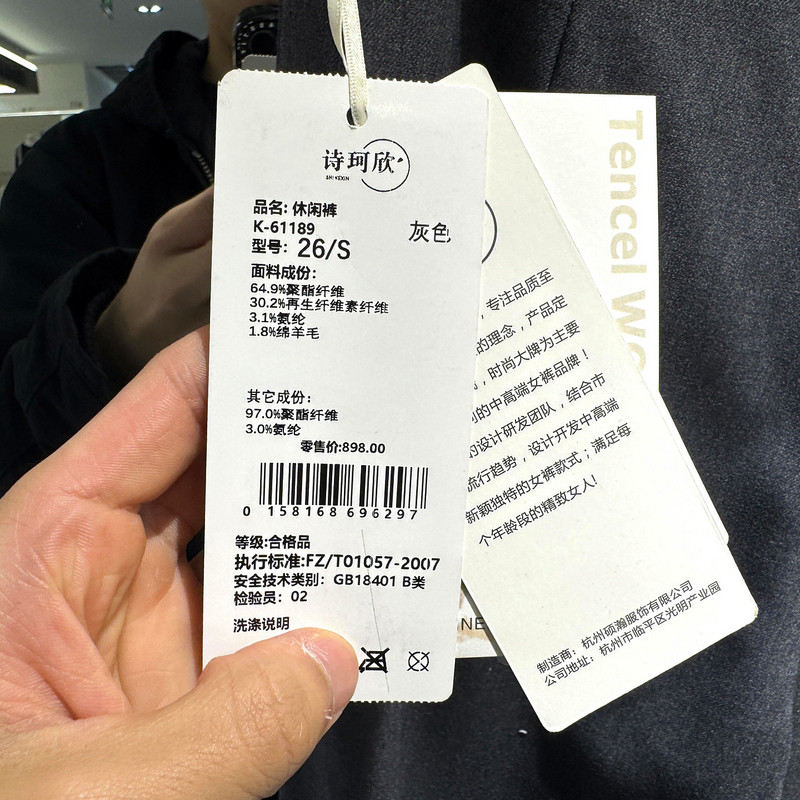 诗珂欣
SHI KEXIN
品名: 休闲裤
K-61189
灰色
型号: 26/S
面料成份:
64.9%聚酯纤维
30.2%再生纤维素纤维
3.1%氨纶
1.8%绵羊毛
其它成份:
97.0%聚酯纤维
3.0%氨纶
零售价:898.00
0 158168 696297
等级:合格品
执行标准:FZ/T01057-2007
安全技术类别: GB18401 B类
检验员: 02
洗涤说明
，专注品质至
的理念，产品定
，时尚大牌为主要
的中高端女裤品牌！
的设计研发团队，结合市
流行趋势，设计开发中高端
新颖独特的女裤款式；满足每
个年龄段的精致女人!
制造商：杭州硕瀚服饰有限公司
公司地址：杭州市临平区光明产业园
Tencel Wo
NE